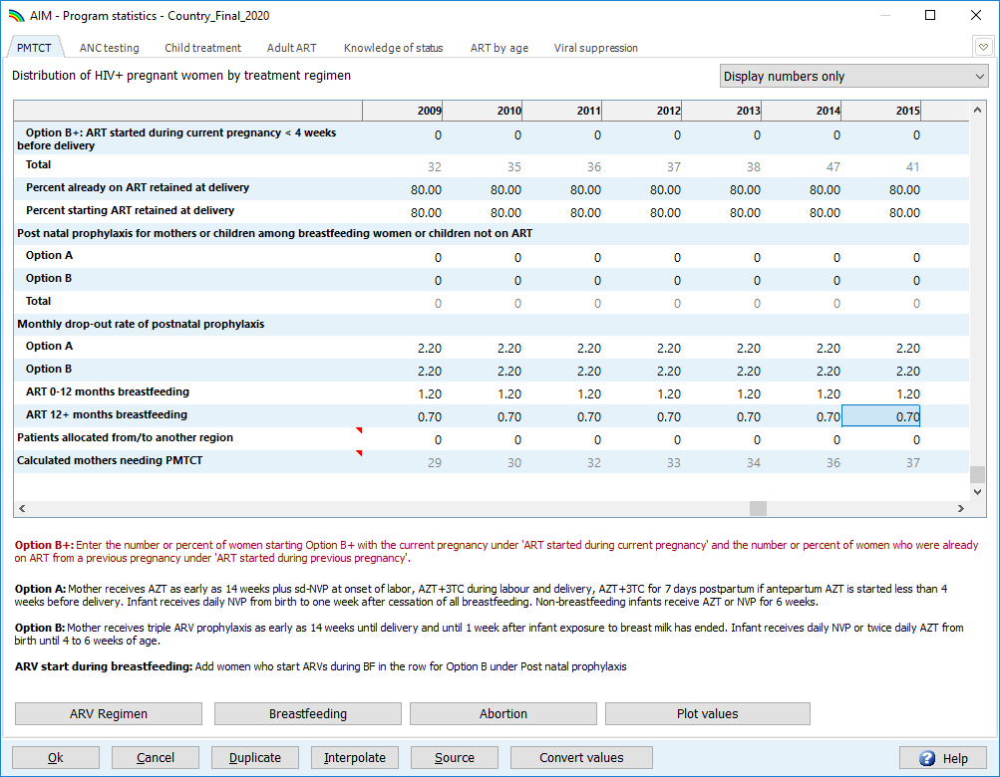 AIM - Program statistics - Country_Final_2020
PMTCT ANC testing Child treatment Adult ART Knowledge of status ART by age Viral suppression
Distribution of HIV+ pregnant women by treatment regimen Display numbers only
2009 2010 2011 2012 2013 2014 2015
Option B+: ART started during current pregnancy < 4 weeks
before delivery 0 0 0 0 0 0 0
Total 32 35 36 37 38 47 41
Percent already on ART retained at delivery 80.00 80.00 80.00 80.00 80.00 80.00 80.00
Percent starting ART retained at delivery 80.00 80.00 80.00 80.00 80.00 80.00 80.00
Post natal prophylaxis for mothers or children among breastfeeding women or children not on ART
Option A 0 0 0 0 0 0 0
Option B 0 0 0 0 0 0 0
Total 0 0 0 0 0 0 0
Monthly drop-out rate of postnatal prophylaxis
Option A 2.20 2.20 2.20 2.20 2.20 2.20 2.20
Option B 2.20 2.20 2.20 2.20 2.20 2.20 2.20
ART 0-12 months breastfeeding 1.20 1.20 1.20 1.20 1.20 1.20 1.20
ART 12+ months breastfeeding 0.70 0.70 0.70 0.70 0.70 0.70 0.70
Patients allocated from/to another region 0 0 0 0 0 0 0
Calculated mothers needing PMTCT 29 30 32 33 34 36 37
Option B+: Enter the number or percent of women starting Option B+ with the current pregnancy under 'ART started during current pregnancy' and the number or percent of women who were already
on ART from a previous pregnancy under 'ART started during previous pregnancy'.
Option A: Mother receives AZT as early as 14 weeks plus sd-NVP at onset of labor, AZT+3TC during labour and delivery, AZT+3TC for 7 days postpartum if antepartum AZT is started less than 4
weeks before delivery. Infant receives daily NVP from birth to one week after cessation of all breastfeeding. Non-breastfeeding infants receive AZT or NVP for 6 weeks.
Option B: Mother receives triple ARV prophylaxis as early as 14 weeks until delivery and until 1 week after infant exposure to breast milk has ended. Infant receives daily NVP or twice daily AZT from
birth until 4 to 6 weeks of age.
ARV start during breastfeeding: Add women who start ARVs during BF in the row for Option B under Post natal prophylaxis
ARV Regimen Breastfeeding Abortion Plot values
Ok Cancel Duplicate Interpolate Source Convert values ? Help